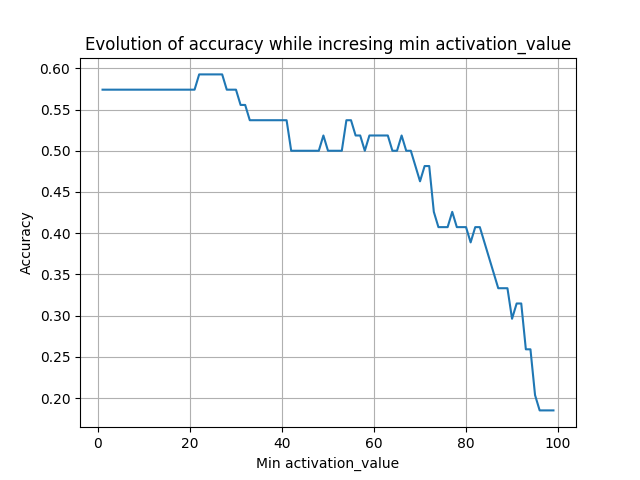 Evolution of accuracy while incresing min activation_value
0.60
0.55
0.50
0.45
0.40
0.35
0.30
0.25
0.20
Accuracy
0 20 40 60 80 100
Min activation_value